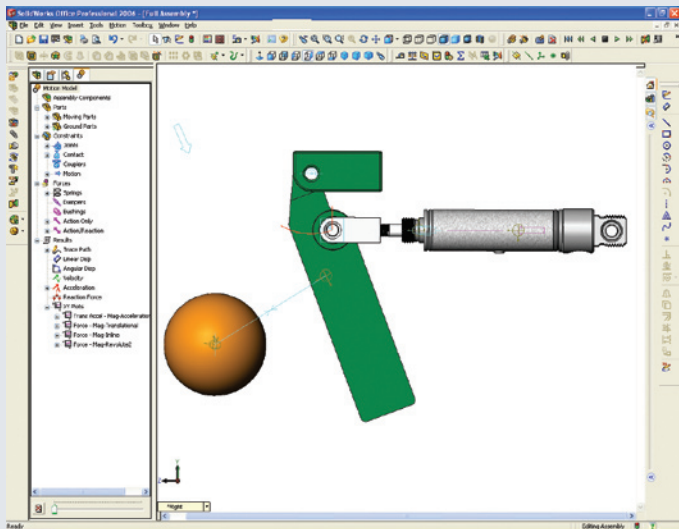 SolidWorks Office Professional 2006 - [Full Assembly *]
File Edit View Insert Tools Motion Toolbox Window Help
Motion Model
Assembly Components
Parts
Moving Parts
Ground Parts
Constraints
Joints
Contact
Couplers
Motion
Forces
Springs
Dampers
Bushings
Action Only
Action/Reaction
Results
Trace Path
Linear Disp
Angular Disp
Velocity
Acceleration
Reaction Force
XY Plots
Trans Accel - Mag-Acceleration
Force - Mag-Translational
Force - Mag-Inline
Force - Mag-Revolute2
*Right
Ready
Editing Assembly